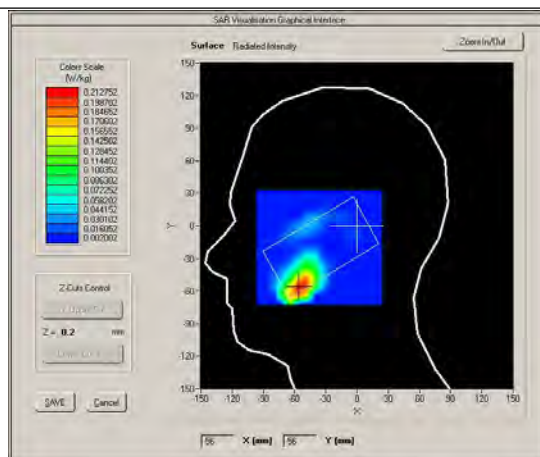 SAR Visualisation Graphical Interface
Surface Radiated Intensity
Zoom In/Out
Colors Scale
(W/kg)
0.212752
0.198702
0.184652
0.170602
0.156552
0.142502
0.128452
0.114402
0.100352
0.086302
0.072252
0.058202
0.044152
0.030102
0.016052
0.002002
150
120
90
60
30
0
-30
-60
-90
-120
-150
Y
-150 -120 -90 -60 -30 0 30 60 90 120 150
X
Z-Cuts Control
Z = 0.2 mm
SAVE Cancel
56 X (mm) 56 Y (mm)